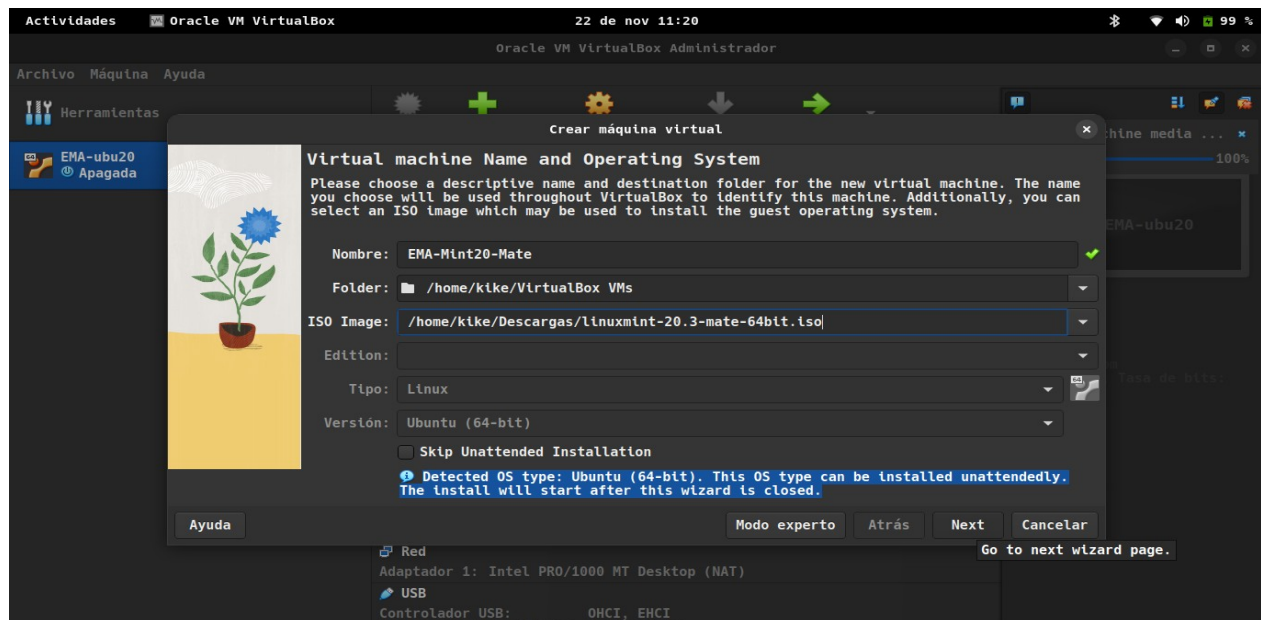 Actividades
Oracle VM VirtualBox
22 de nov 11:20
99 %
Oracle VM VirtualBox Administrador
Archivo Máquina Ayuda
Herramientas
EMA-ubu20
Apagada
Crear máquina virtual
hine media ...
100%
EMA-ubu20
Virtual machine Name and Operating System
Please choose a descriptive name and destination folder for the new virtual machine. The name
you choose will be used throughout VirtualBox to identify this machine. Additionally, you can
select an ISO image which may be used to install the guest operating system.
Nombre: EMA-Mint20-Mate
Folder: /home/kike/VirtualBox VMs
ISO Image: /home/kike/Descargas/linuxmint-20.3-mate-64bit.iso
Edition:
Tipo: Linux
64
Versión: Ubuntu (64-bit)
Tasa de bits:
Skip Unattended Installation
Detected OS type: Ubuntu (64-bit). This OS type can be installed unattendedly.
The install will start after this wizard is closed.
Ayuda
Modo experto
Atrás
Next
Cancelar
Go to next wizard page.
Red
Adaptador 1: Intel PRO/1000 MT Desktop (NAT)
USB
Controlador USB: OHCI, EHCI